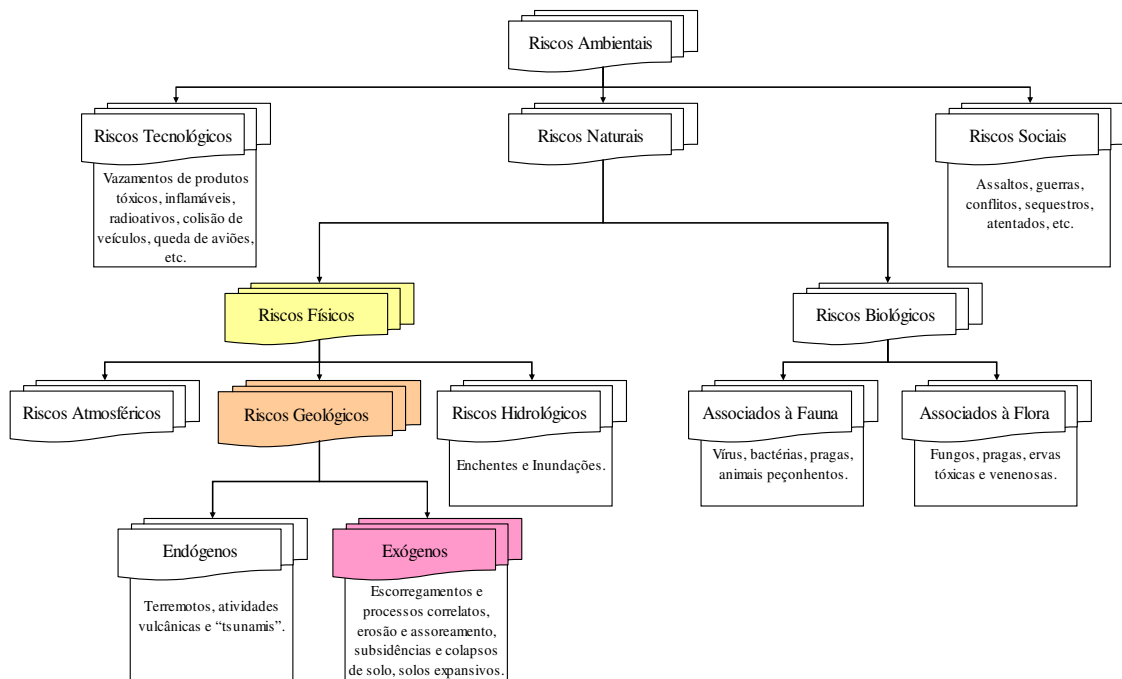 Riscos Ambientais
Riscos Tecnológicos
Vazamentos de produtos
tóxicos, inflamáveis,
radioativos, colisão de
veículos, queda de aviões,
etc.
Riscos Naturais
Riscos Sociais
Assaltos, guerras,
conflitos, sequestros,
atentados, etc.
Riscos Físicos
Riscos Biológicos
Riscos Atmosféricos
Riscos Geológicos
Riscos Hidrológicos
Enchentes e Inundações.
Associados à Fauna
Vírus, bactérias, pragas,
animais peçonhentos.
Associados à Flora
Fungos, pragas, ervas
tóxicas e venenosas.
Endógenos
Terremotos, atividades
vulcânicas e “tsunamis”.
Exógenos
Escorregamentos e
processos correlatos,
erosão e assoreamento,
subsidências e colapsos
de solo, solos expansivos.